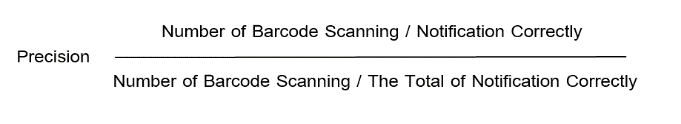 Number of Barcode Scanning / Notification Correctly
Precision
Number of Barcode Scanning / The Total of Notification Correctly